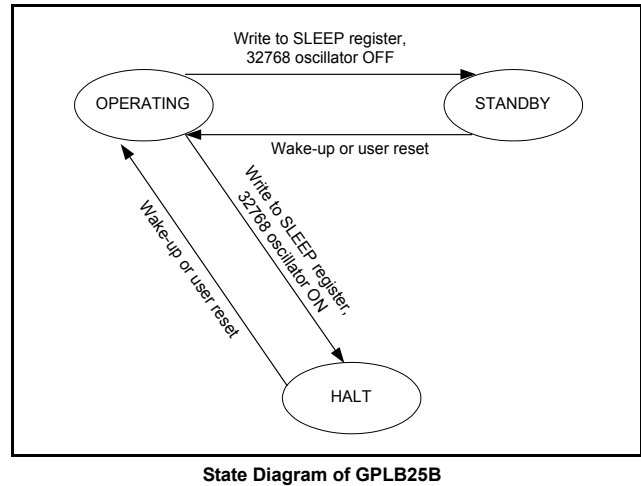 Write to SLEEP register,
32768 oscillator OFF
OPERATING
STANDBY
Wake-up or user reset
Write to SLEEP register,
32768 oscillator ON
Wake-up or user reset
HALT
State Diagram of GPLB25B